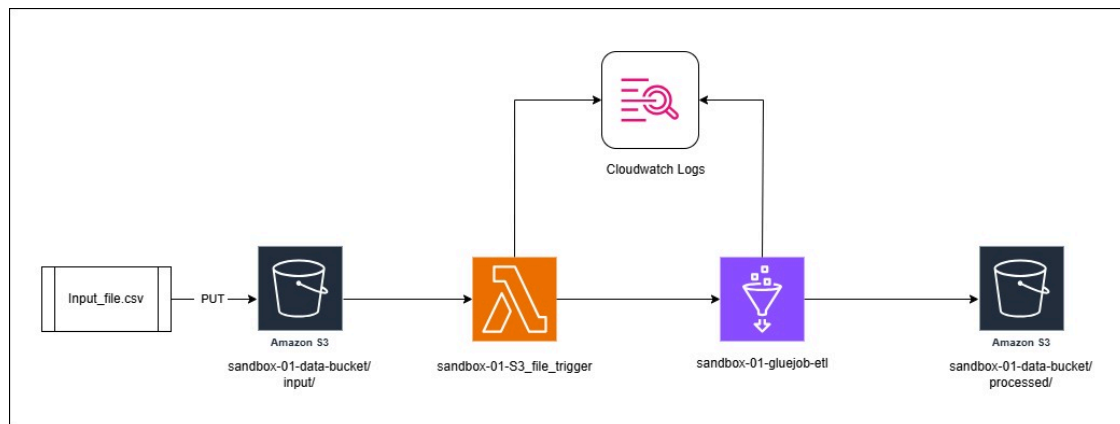 Cloudwatch Logs
Input_file.csv
PUT
Amazon S3
sandbox-01-data-bucket/
input/
sandbox-01-S3_file_trigger
sandbox-01-gluejob-etl
Amazon S3
sandbox-01-data-bucket/
processed/